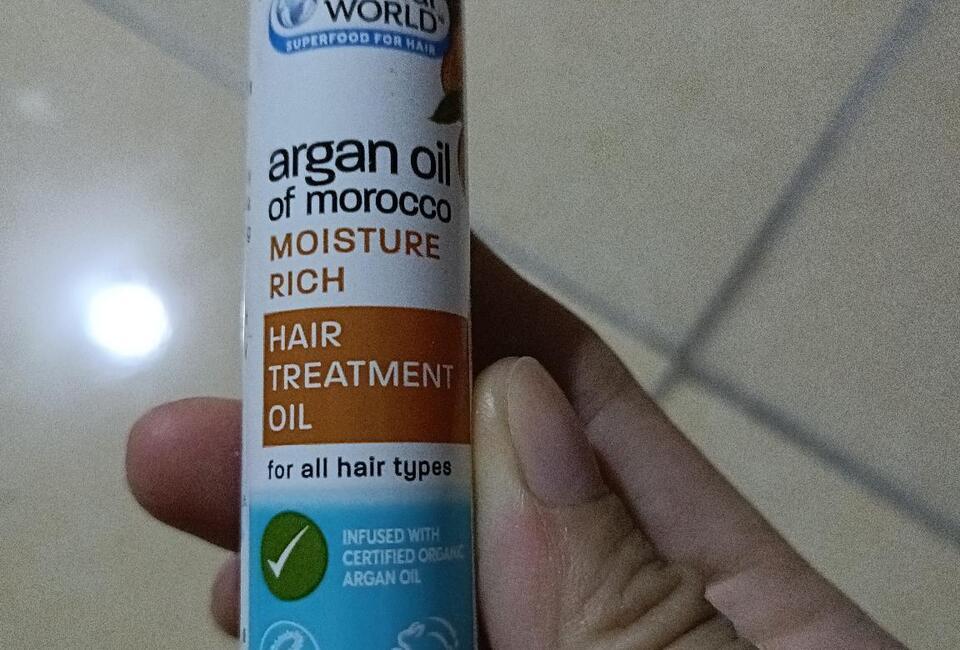 WORLD
SUPERFOOD FOR HAIR
argan oil
of morocco
MOISTURE
RICH
HAIR
TREATMENT
OIL
for all hair types
INFUSED WITH
CERTIFIED ORGANIC
ARGAN OIL